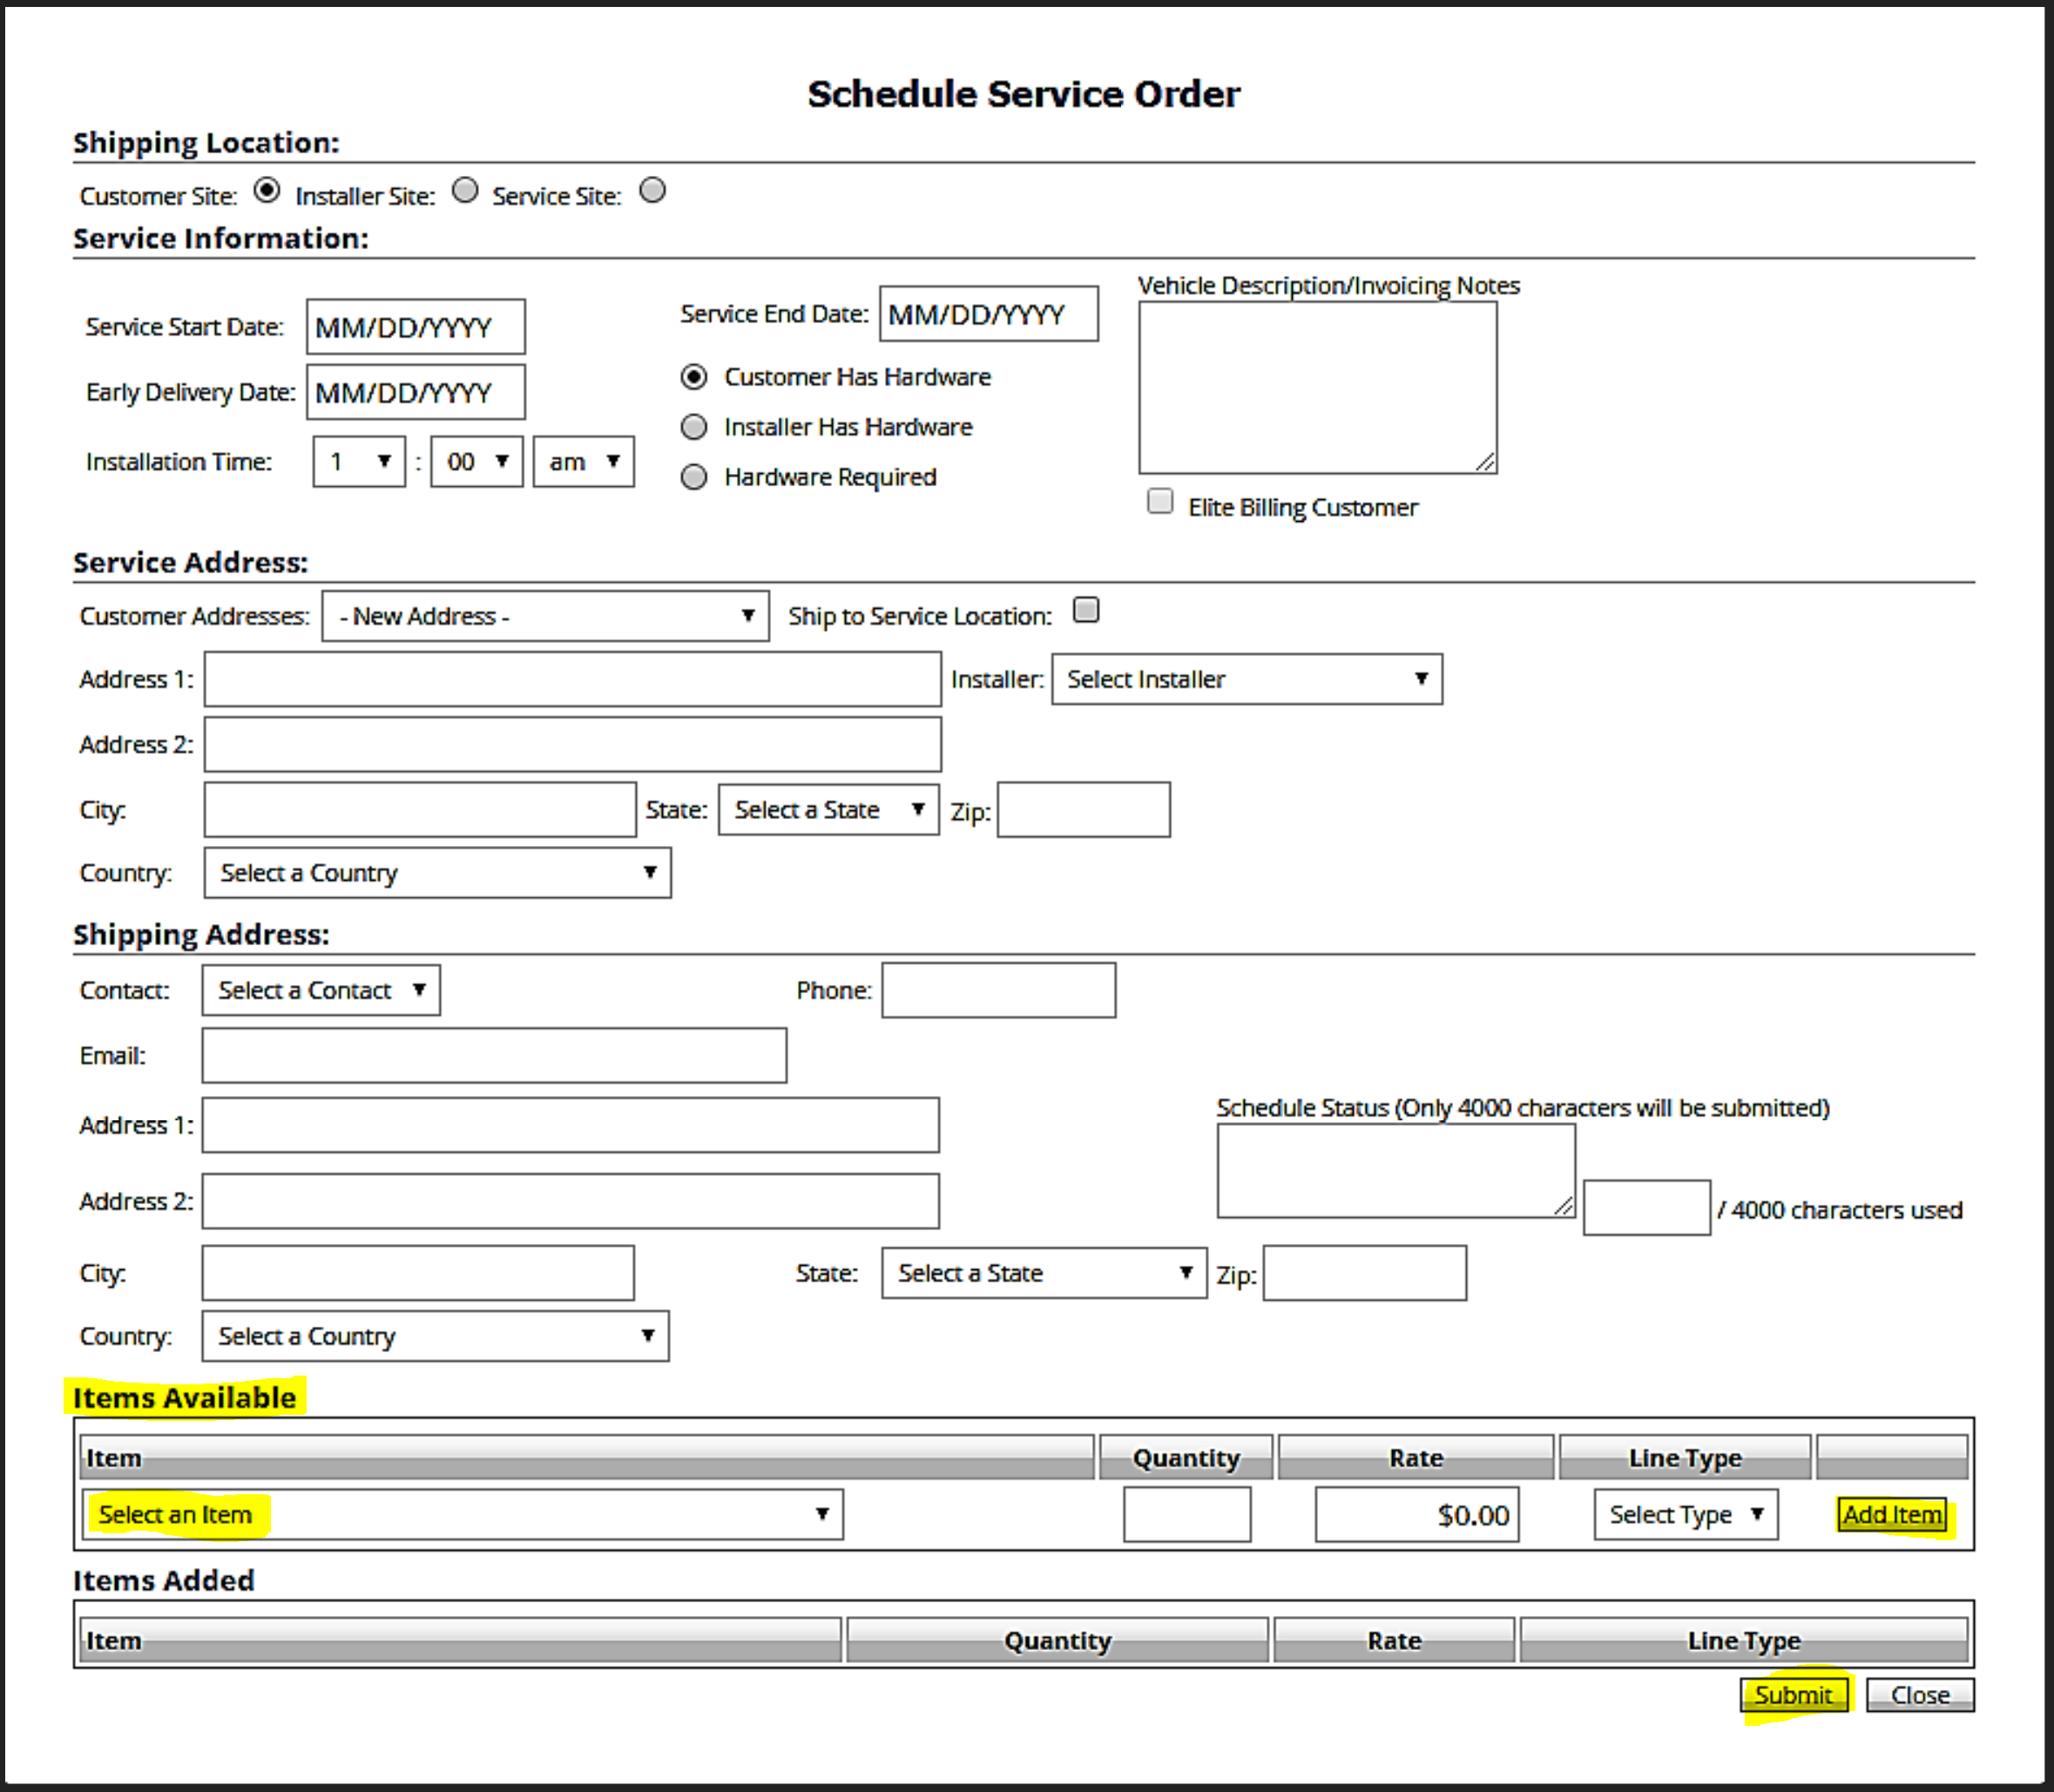 Schedule Service Order
Shipping Location:
Customer Site: Installer Site: Service Site:
Service Information:
Vehicle Description/Invoicing Notes
Service Start Date: MM/DD/YYYY Service End Date: MM/DD/YYYY
Early Delivery Date: MM/DD/YYYY Customer Has Hardware
Installer Has Hardware
Installation Time: 1 : 00 am
Hardware Required
Elite Billing Customer
Service Address:
Customer Addresses: - New Address - Ship to Service Location:
Address 1: Installer: Select Installer
Address 2:
City: State: Select a State Zip:
Country: Select a Country
Shipping Address:
Contact: Select a Contact Phone:
Email:
Schedule Status (Only 4000 characters will be submitted)
Address 1:
Address 2: / 4000 characters used
City: State: Select a State Zip:
Country: Select a Country
Items Available
Item Quantity Rate Line Type
Select an Item $0.00 Select Type Add Item
Items Added
Item Quantity Rate Line Type
Submit Close